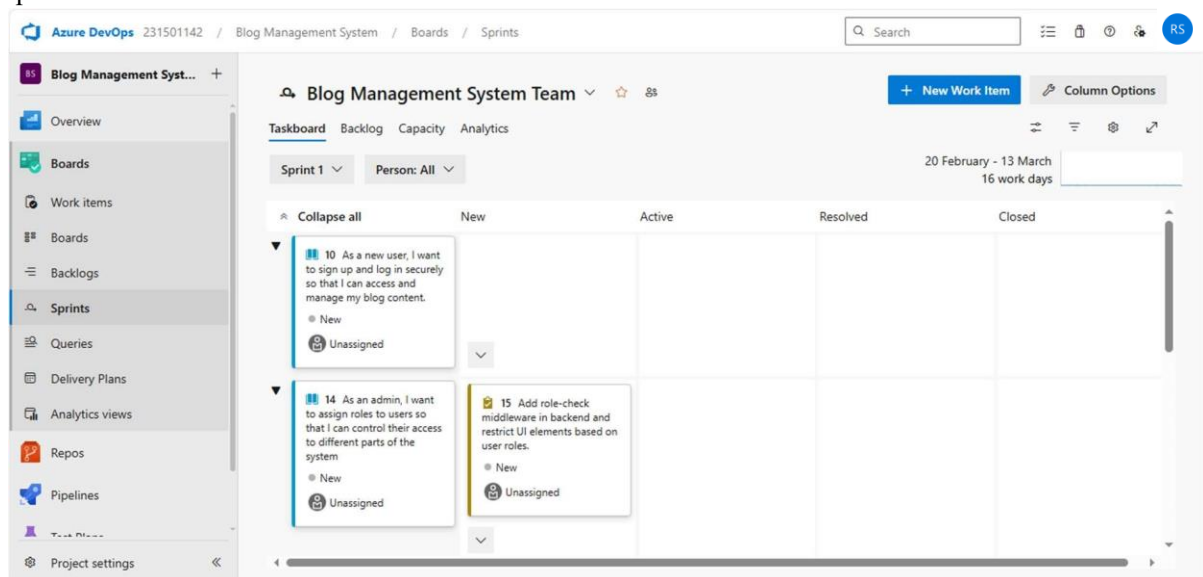 Azure DevOps 231501142 / Blog Management System / Boards / Sprints
Search
RS
BS Blog Management Syst... +
Overview
Boards
Work items
Boards
Backlogs
Sprints
Queries
Delivery Plans
Analytics views
Repos
Pipelines
Project settings
Blog Management System Team
+ New Work Item
Column Options
Taskboard Backlog Capacity Analytics
Sprint 1
Person: All
20 February - 13 March
16 work days
Collapse all New Active Resolved Closed
10 As a new user, I want
to sign up and log in securely
so that I can access and
manage my blog content.
New
Unassigned
14 As an admin, I want
to assign roles to users so
that I can control their access
to different parts of the
system
New
Unassigned
15 Add role-check
middleware in backend and
restrict UI elements based on
user roles.
New
Unassigned